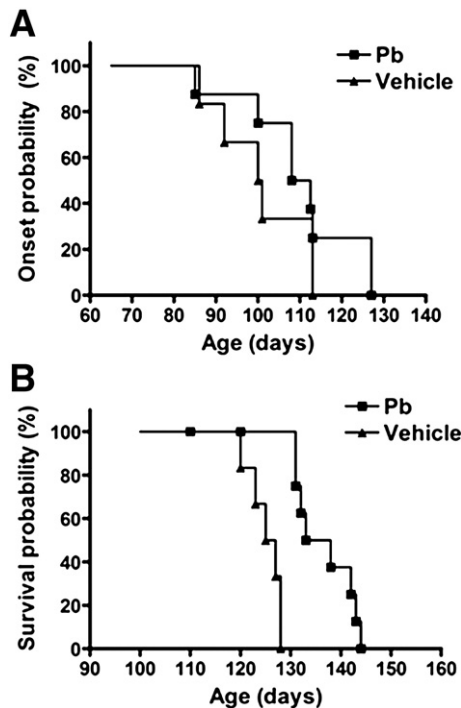 A
Pb
Vehicle
Onset probability (%)
100
80
60
40
20
0
60 70 80 90 100 110 120 130 140
Age (days)
B
Pb
Vehicle
Survival probability (%)
100
80
60
40
20
0
90 100 110 120 130 140 150 160
Age (days)